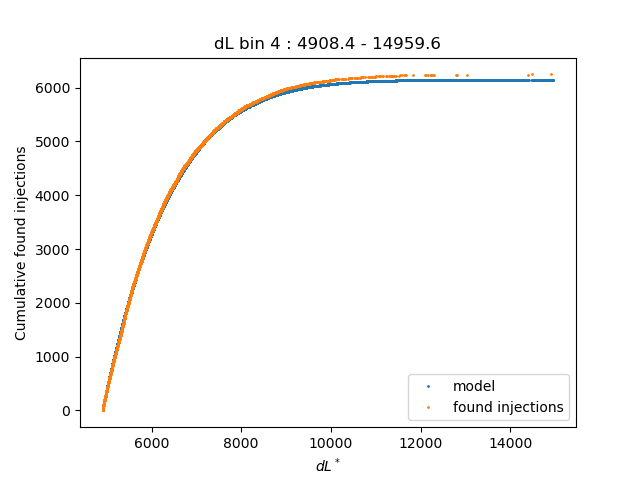 dL bin 4 : 4908.4 - 14959.6
Cumulative found injections
6000
5000
4000
3000
2000
1000
0
6000 8000 10000 12000 14000
dL*
model
found injections